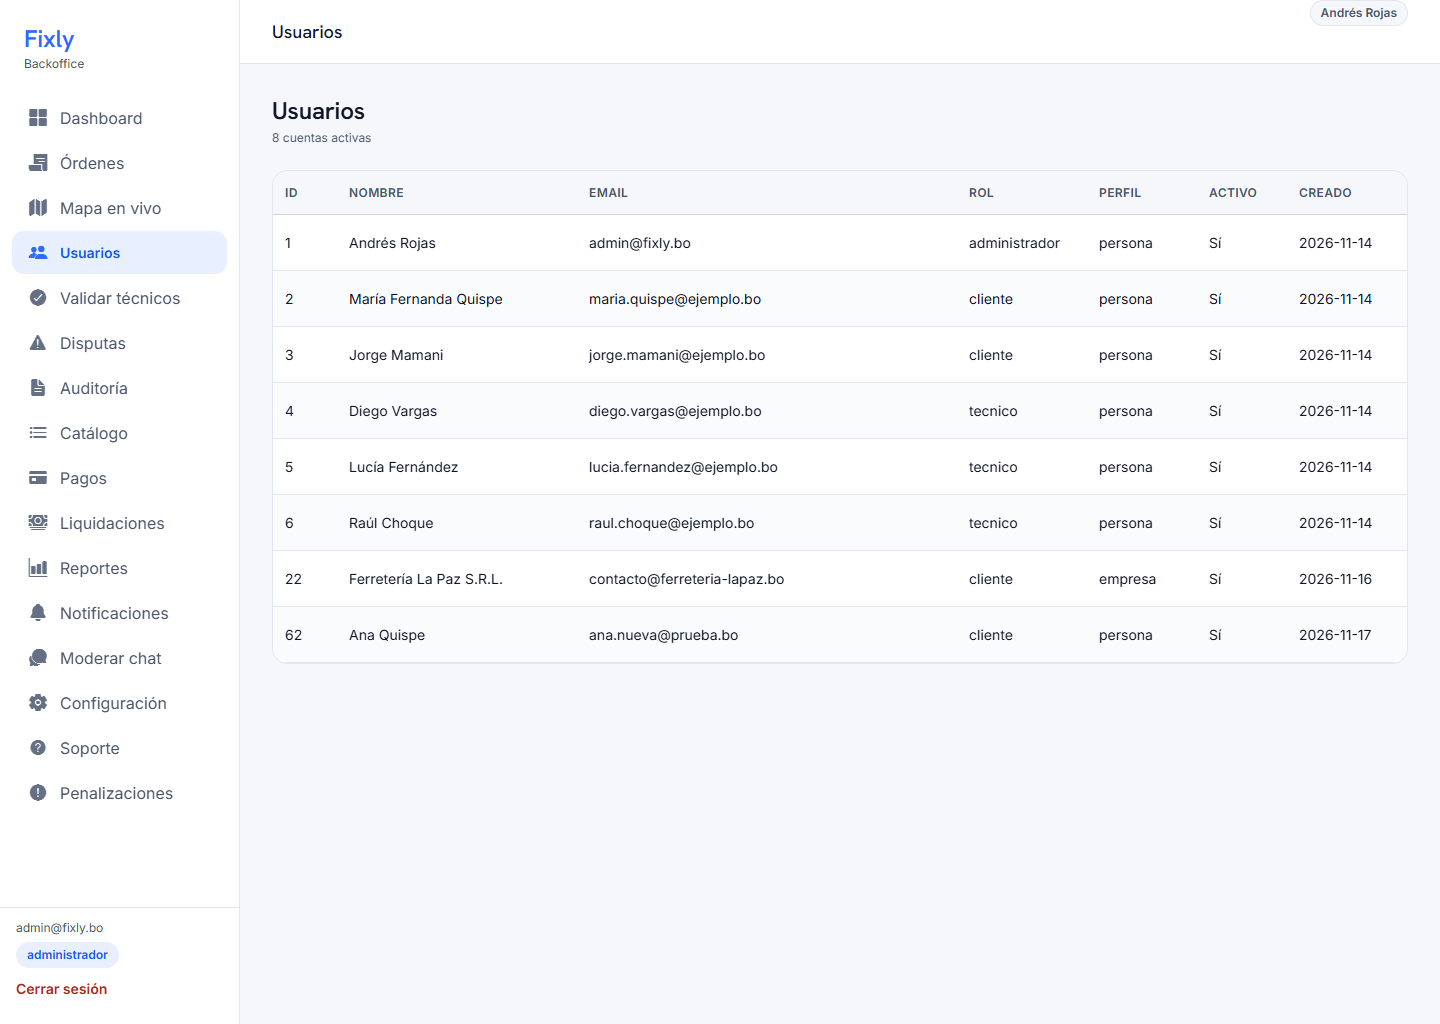 Fixly
Backoffice
Dashboard
Órdenes
Mapa en vivo
Usuarios
Validar técnicos
Disputas
Auditoría
Catálogo
Pagos
Liquidaciones
Reportes
Notificaciones
Moderar chat
Configuración
Soporte
Penalizaciones
admin@fixly.bo
administrador
Cerrar sesión
Usuarios
Andrés Rojas
Usuarios
8 cuentas activas
ID NOMBRE EMAIL ROL PERFIL ACTIVO CREADO
1 Andrés Rojas admin@fixly.bo administrador persona Sí 2026-11-14
2 María Fernanda Quispe maria.quispe@ejemplo.bo cliente persona Sí 2026-11-14
3 Jorge Mamani jorge.mamani@ejemplo.bo cliente persona Sí 2026-11-14
4 Diego Vargas diego.vargas@ejemplo.bo tecnico persona Sí 2026-11-14
5 Lucía Fernández lucia.fernandez@ejemplo.bo tecnico persona Sí 2026-11-14
6 Raúl Choque raul.choque@ejemplo.bo tecnico persona Sí 2026-11-14
22 Ferretería La Paz S.R.L. contacto@ferreteria-lapaz.bo cliente empresa Sí 2026-11-16
62 Ana Quispe ana.nueva@prueba.bo cliente persona Sí 2026-11-17